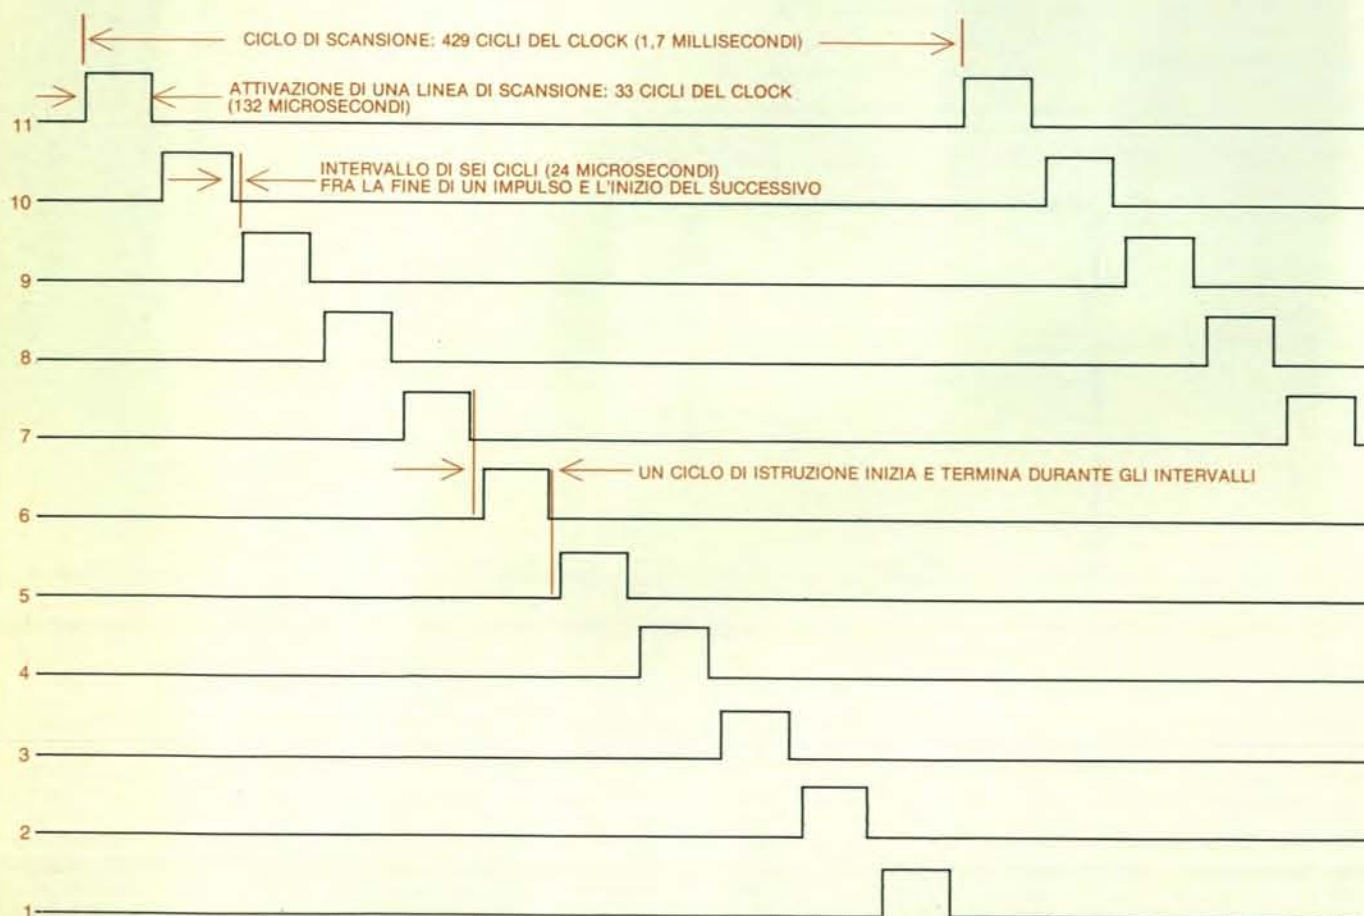 CICLO DI SCANSIONE: 429 CICLI DEL CLOCK (1,7 MILLISECONDI)
ATTIVAZIONE DI UNA LINEA DI SCANSIONE: 33 CICLI DEL CLOCK
(132 MICROSECONDI)
11
INTERVALLO DI SEI CICLI (24 MICROSECONDI)
FRA LA FINE DI UN IMPULSO E L'INIZIO DEL SUCCESSIVO
10
9
8
7
UN CICLO DI ISTRUZIONE INIZIA E TERMINA DURANTE GLI INTERVALLI
6
5
4
3
2
1